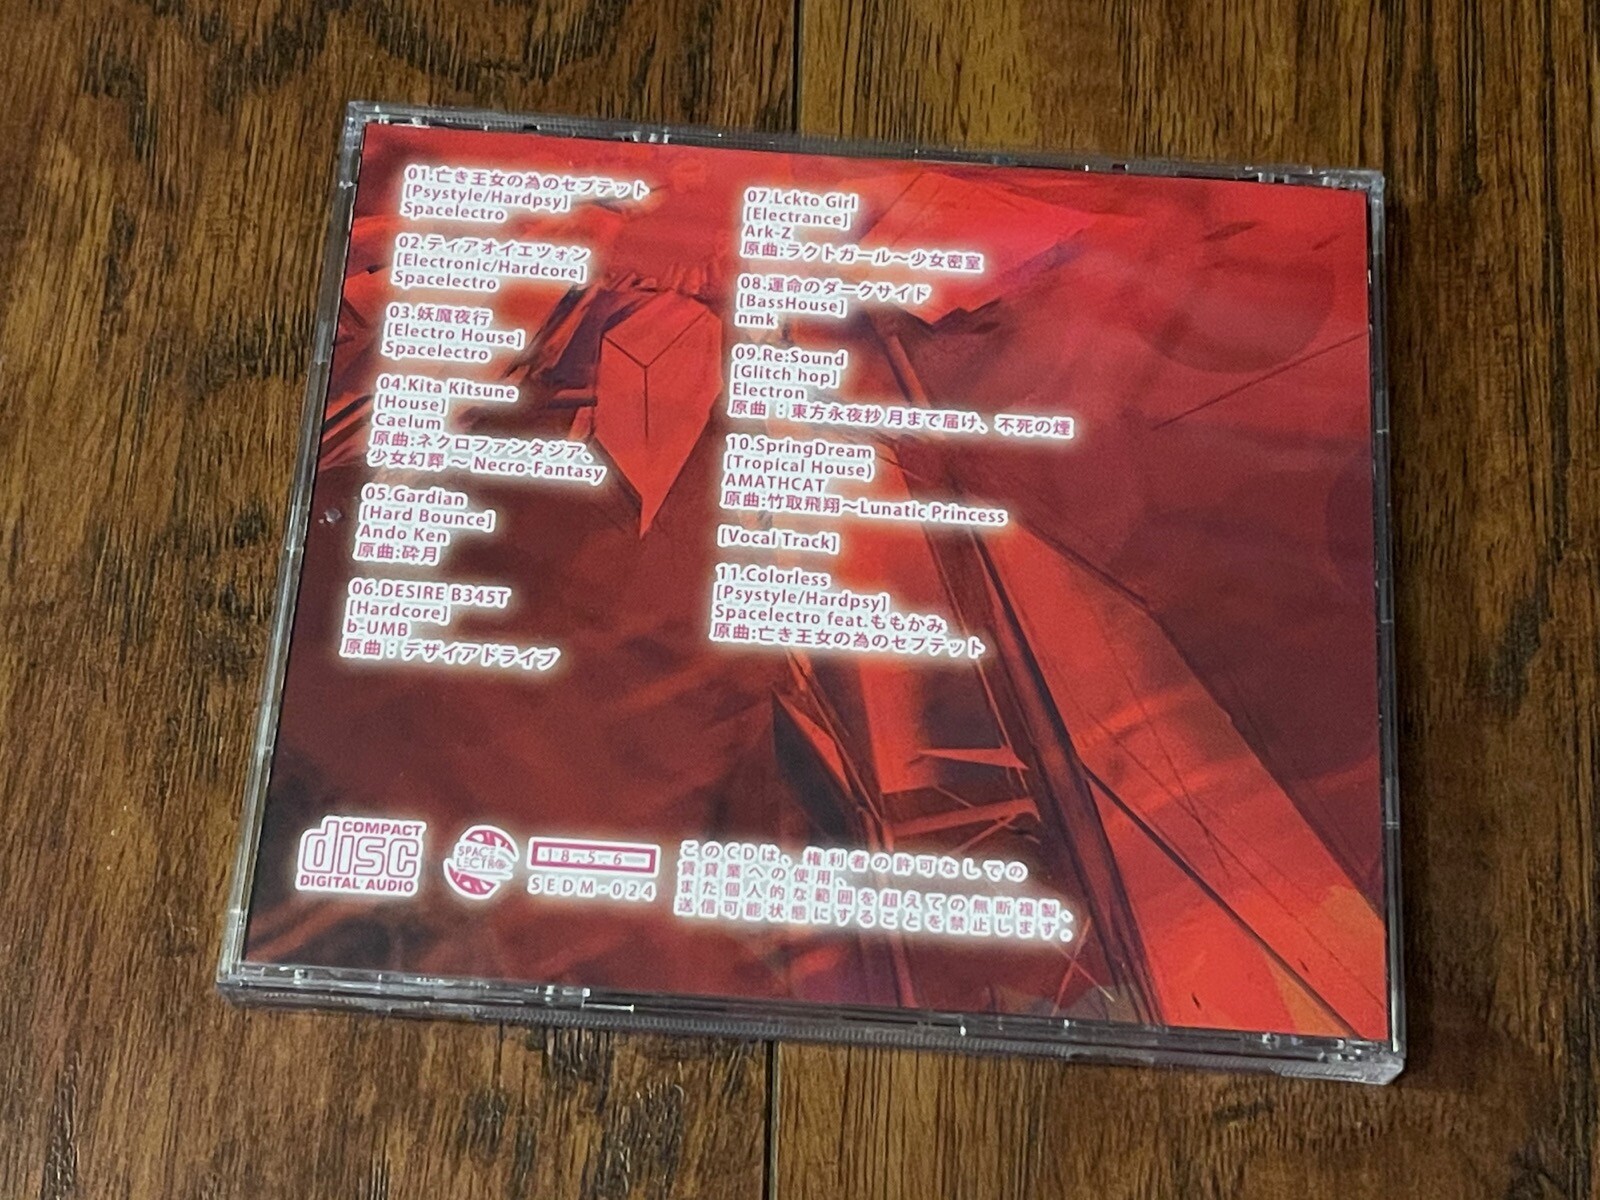 01.亡き王女の為のセプテット
[Psystyle/Hardpsy]
Spacelectro
02.ティアオイエツォン
[Electronic/Hardcore]
Spacelectro
03.妖魔夜行
[Electro House]
Spacelectro
04.Kita Kitsune
[House]
Caelum
原曲:ネクロファンタジア、
少女幻葬 ～ Necro-Fantasy
05.Gardian
[Hard Bounce]
Ando Ken
原曲:砕月
06.DESIRE B345T
[Hardcore]
b-UMB
原曲：デザイアドライブ
07.Lckto Girl
[Electrance]
Ark-Z
原曲:ラクトガール～少女密室
08.運命のダークサイド
[BassHouse]
nmk
09.Re:Sound
[Glitch hop]
Electron
原曲：東方永夜抄 月まで届け、不死の煙
10.SpringDream
[Tropical House)
AMATHCAT
原曲:竹取飛翔～Lunatic Princess
[Vocal Track]
11.Colorless
[Psystyle/Hardpsy]
Spacelectro feat.ももかみ
原曲:亡き王女の為のセプテット
COMPACT
disc
DIGITAL AUDIO
SPACE
LECTRO
18.5.6
SEDM-024
このCDは、権利者の許可なしでの
賃貸業への使用、
また個人的な範囲を超えての無断複製、
送信可能状態にすることを禁止します。